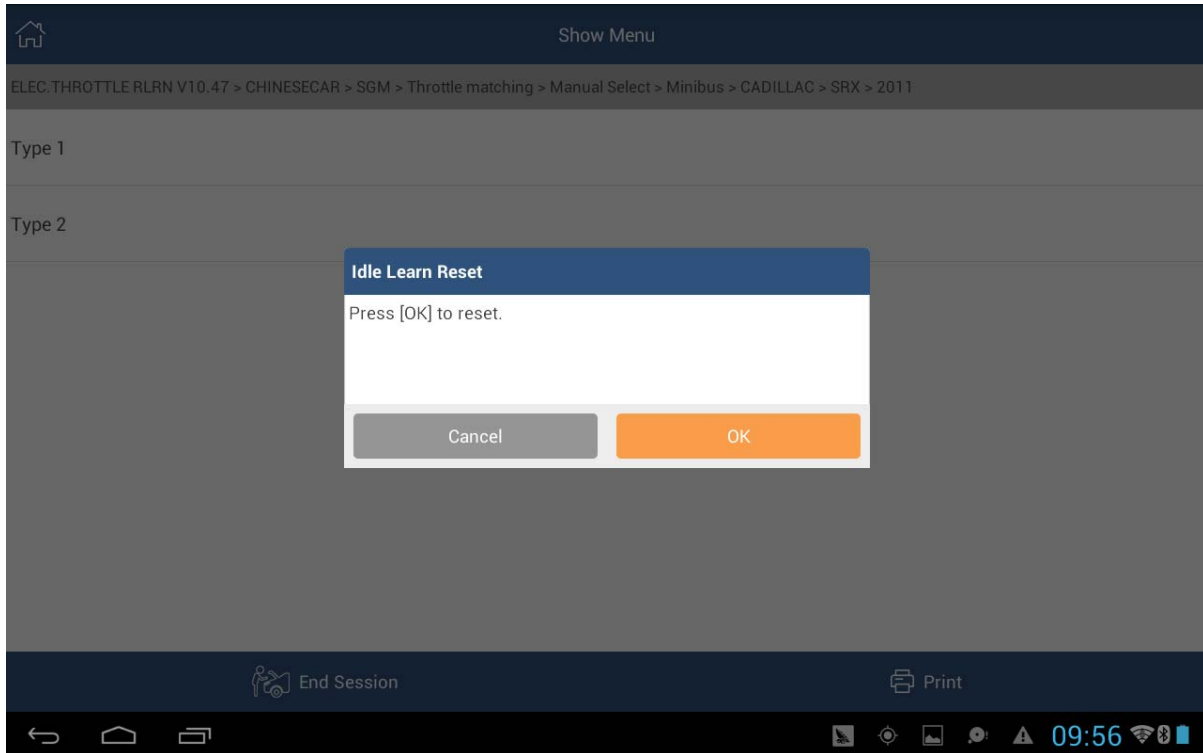 Show Menu
ELEC.THROTTLE RLRN V10.47 > CHINESECAR > SGM > Throttle matching > Manual Select > Minibus > CADILLAC > SRX > 2011
Type 1
Type 2
Idle Learn Reset
Press [OK] to reset.
Cancel OK
End Session Print
09:56